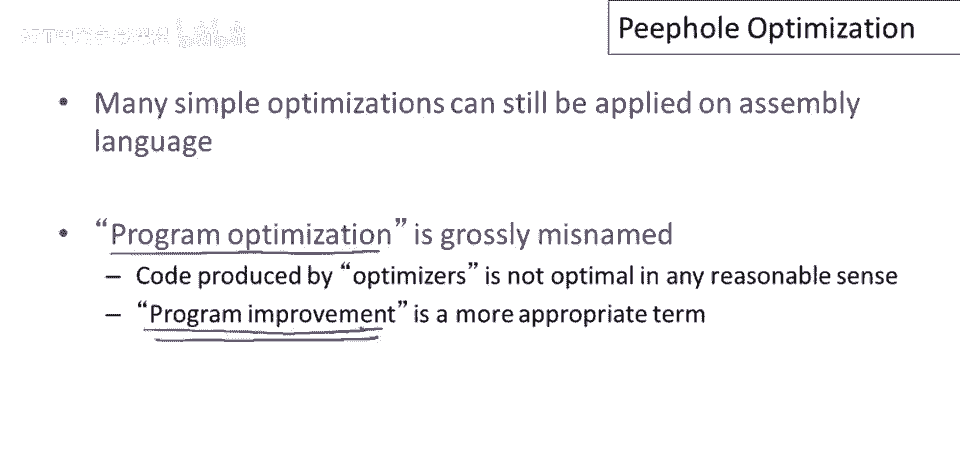 Peephole Optimization
• Many simple optimizations can still be applied on assembly
language
• “Program optimization” is grossly misnamed
– Code produced by “optimizers” is not optimal in any reasonable sense
– “Program improvement” is a more appropriate term